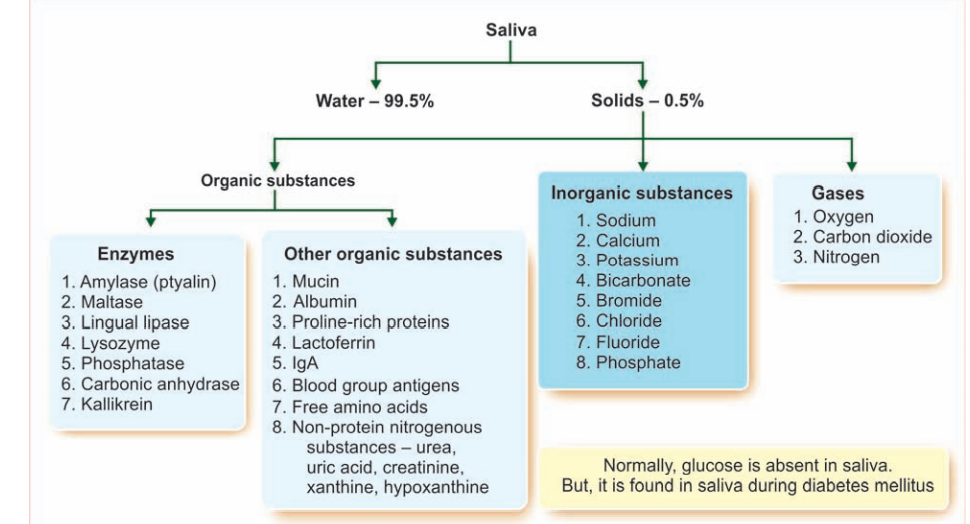 Saliva
Water – 99.5%
Solids – 0.5%
Organic substances
Enzymes
1. Amylase (ptyalin)
2. Maltase
3. Lingual lipase
4. Lysozyme
5. Phosphatase
6. Carbonic anhydrase
7. Kallikrein
Other organic substances
1. Mucin
2. Albumin
3. Proline-rich proteins
4. Lactoferrin
5. IgA
6. Blood group antigens
7. Free amino acids
8. Non-protein nitrogenous
substances – urea,
uric acid, creatinine,
xanthine, hypoxanthine
Inorganic substances
1. Sodium
2. Calcium
3. Potassium
4. Bicarbonate
5. Bromide
6. Chloride
7. Fluoride
8. Phosphate
Gases
1. Oxygen
2. Carbon dioxide
3. Nitrogen
Normally, glucose is absent in saliva.
But, it is found in saliva during diabetes mellitus